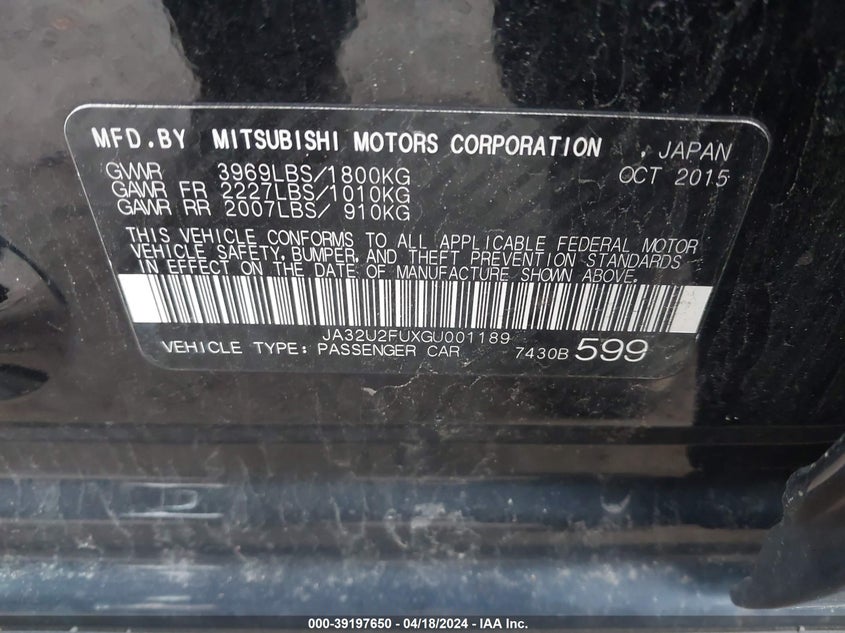 MFD.BY MITSUBISHI MOTORS CORPORATION , JAPAN
GVWR 3969LBS/1800KG OCT 2015
GAWR FR 2227LBS/1010KG
GAWR RR 2007LBS/ 910KG
THIS VEHICLE CONFORMS TO ALL APPLICABLE FEDERAL MOTOR
VEHICLE SAFETY, BUMPER, AND THEFT PREVENTION STANDARDS
IN EFFECT ON THE DATE OF MANUFACTURE SHOWN ABOVE.
JA32U2FUXGU001189
VEHICLE TYPE: PASSENGER CAR 7430B 599
000-39197650 - 04/18/2024 - IAA Inc.